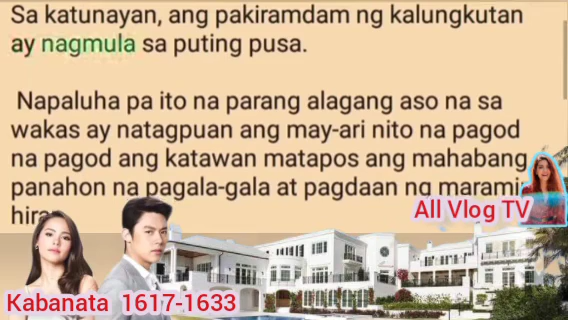 Sa katunayan, ang pakiramdam ng kalungkutan
ay nagmula sa puting pusa.
Napaluha pa ito na parang alagang aso na sa
wakas ay natagpuan ang may-ari nito na pagod
na pagod ang katawan matapos ang mahabang
panahon na pagala-gala at pagdaan ng
All Vlog TV
Kabanata 1617-1633